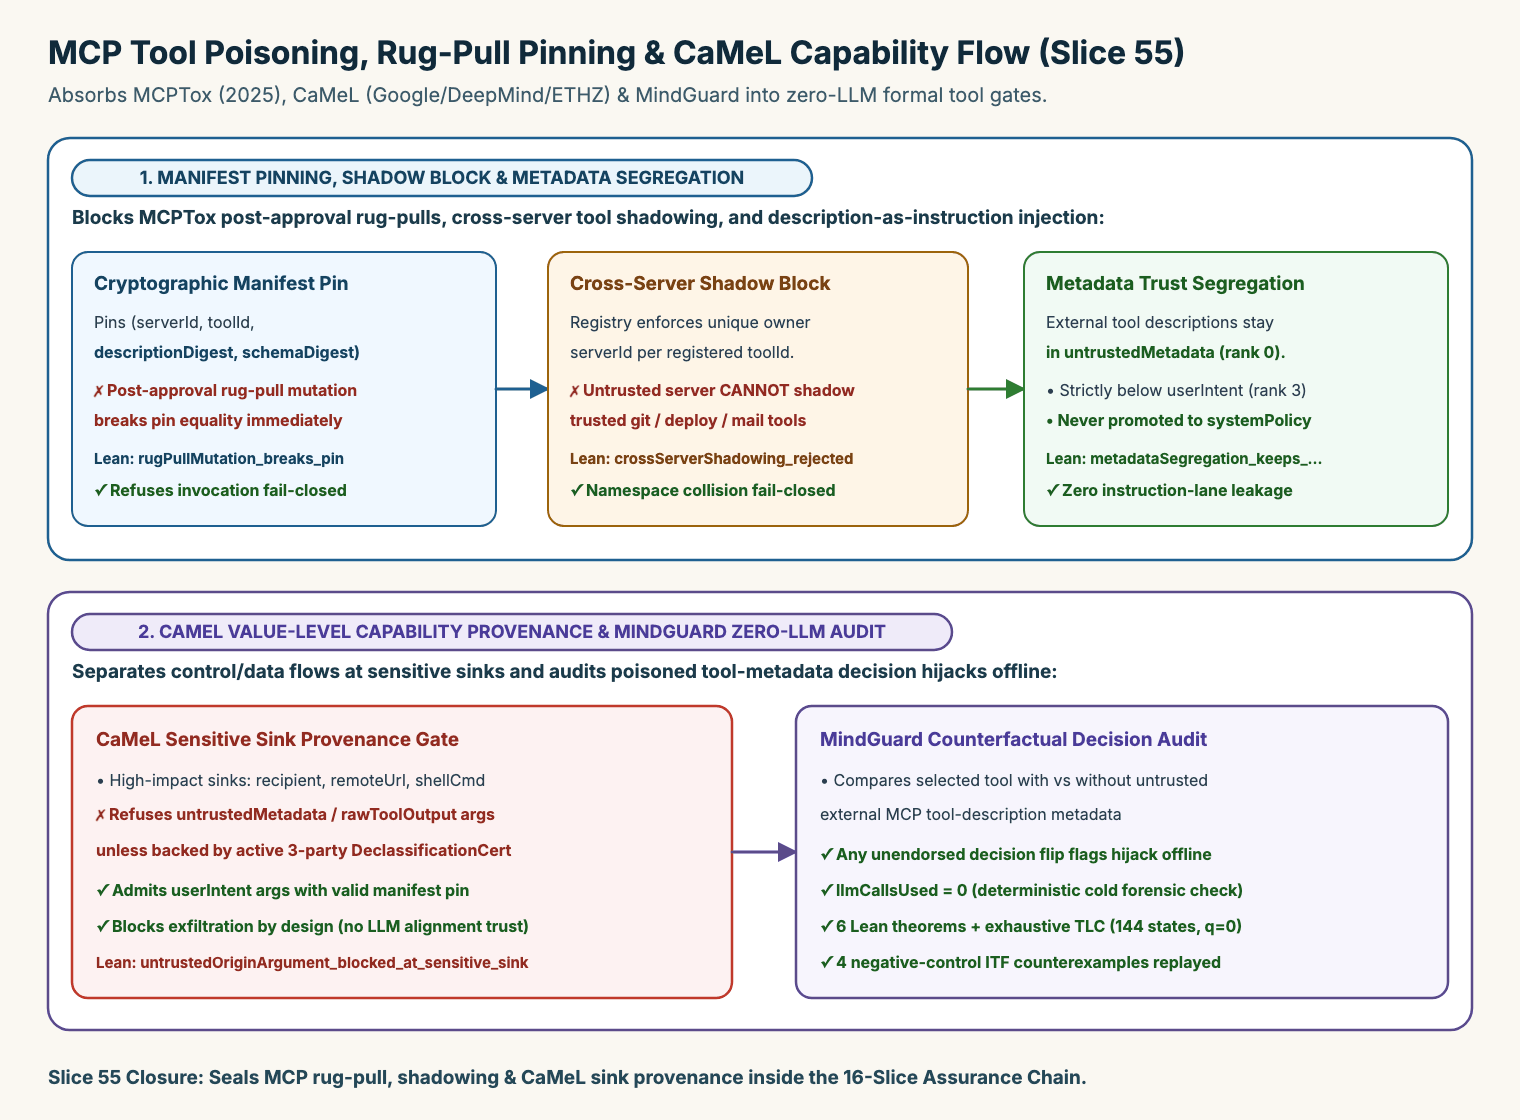 MCP Tool Poisoning, Rug-Pull Pinning & CaMeL Capability Flow (Slice 55)
Absorbs MCPTox (2025), CaMeL (Google/DeepMind/ETHZ) & MindGuard into zero-LLM formal tool gates.
1. MANIFEST PINNING, SHADOW BLOCK & METADATA SEGREGATION
Blocks MCPTox post-approval rug-pulls, cross-server tool shadowing, and description-as-instruction injection:
Cryptographic Manifest Pin
Pins (serverId, toolId,
descriptionDigest, schemaDigest)
✗ Post-approval rug-pull mutation
breaks pin equality immediately
Lean: rugPullMutation_breaks_pin
✓ Refuses invocation fail-closed
Cross-Server Shadow Block
Registry enforces unique owner
serverId per registered toolId.
✗ Untrusted server CANNOT shadow
trusted git / deploy / mail tools
Lean: crossServerShadowing_rejected
✓ Namespace collision fail-closed
Metadata Trust Segregation
External tool descriptions stay
in untrustedMetadata (rank 0).
• Strictly below userIntent (rank 3)
• Never promoted to systemPolicy
Lean: metadataSegregation_keeps_...
✓ Zero instruction-lane leakage
2. CAMEL VALUE-LEVEL CAPABILITY PROVENANCE & MINDGUARD ZERO-LLM AUDIT
Separates control/data flows at sensitive sinks and audits poisoned tool-metadata decision hijacks offline:
CaMeL Sensitive Sink Provenance Gate
• High-impact sinks: recipient, remoteUrl, shellCmd
✗ Refuses untrustedMetadata / rawToolOutput args
unless backed by active 3-party DeclassificationCert
✓ Admits userIntent args with valid manifest pin
✓ Blocks exfiltration by design (no LLM alignment trust)
Lean: untrustedOriginArgument_blocked_at_sensitive_sink
MindGuard Counterfactual Decision Audit
• Compares selected tool with vs without untrusted
external MCP tool-description metadata
✓ Any unendorsed decision flip flags hijack offline
✓ llmCallsUsed = 0 (deterministic cold forensic check)
✓ 6 Lean theorems + exhaustive TLC (144 states, q=0)
✓ 4 negative-control ITF counterexamples replayed
Slice 55 Closure: Seals MCP rug-pull, shadowing & CaMeL sink provenance inside the 16-Slice Assurance Chain.